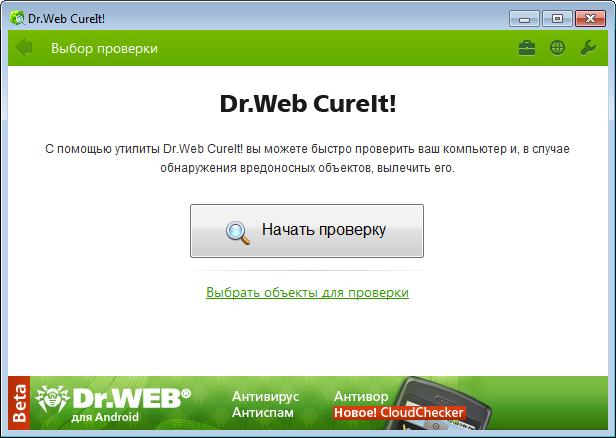 Dr.Web CureIt!
Выбор проверки
Dr.Web CureIt!
С помощью утилиты Dr.Web CureIt! вы можете быстро проверить ваш компьютер и, в случае
обнаружения вредоносных объектов, вылечить его.
Начать проверку
Выбрать объекты для проверки
Beta
Dr.WEB®
для Android
Антивирус
Антиспам
Антивор
Новое! CloudChecker